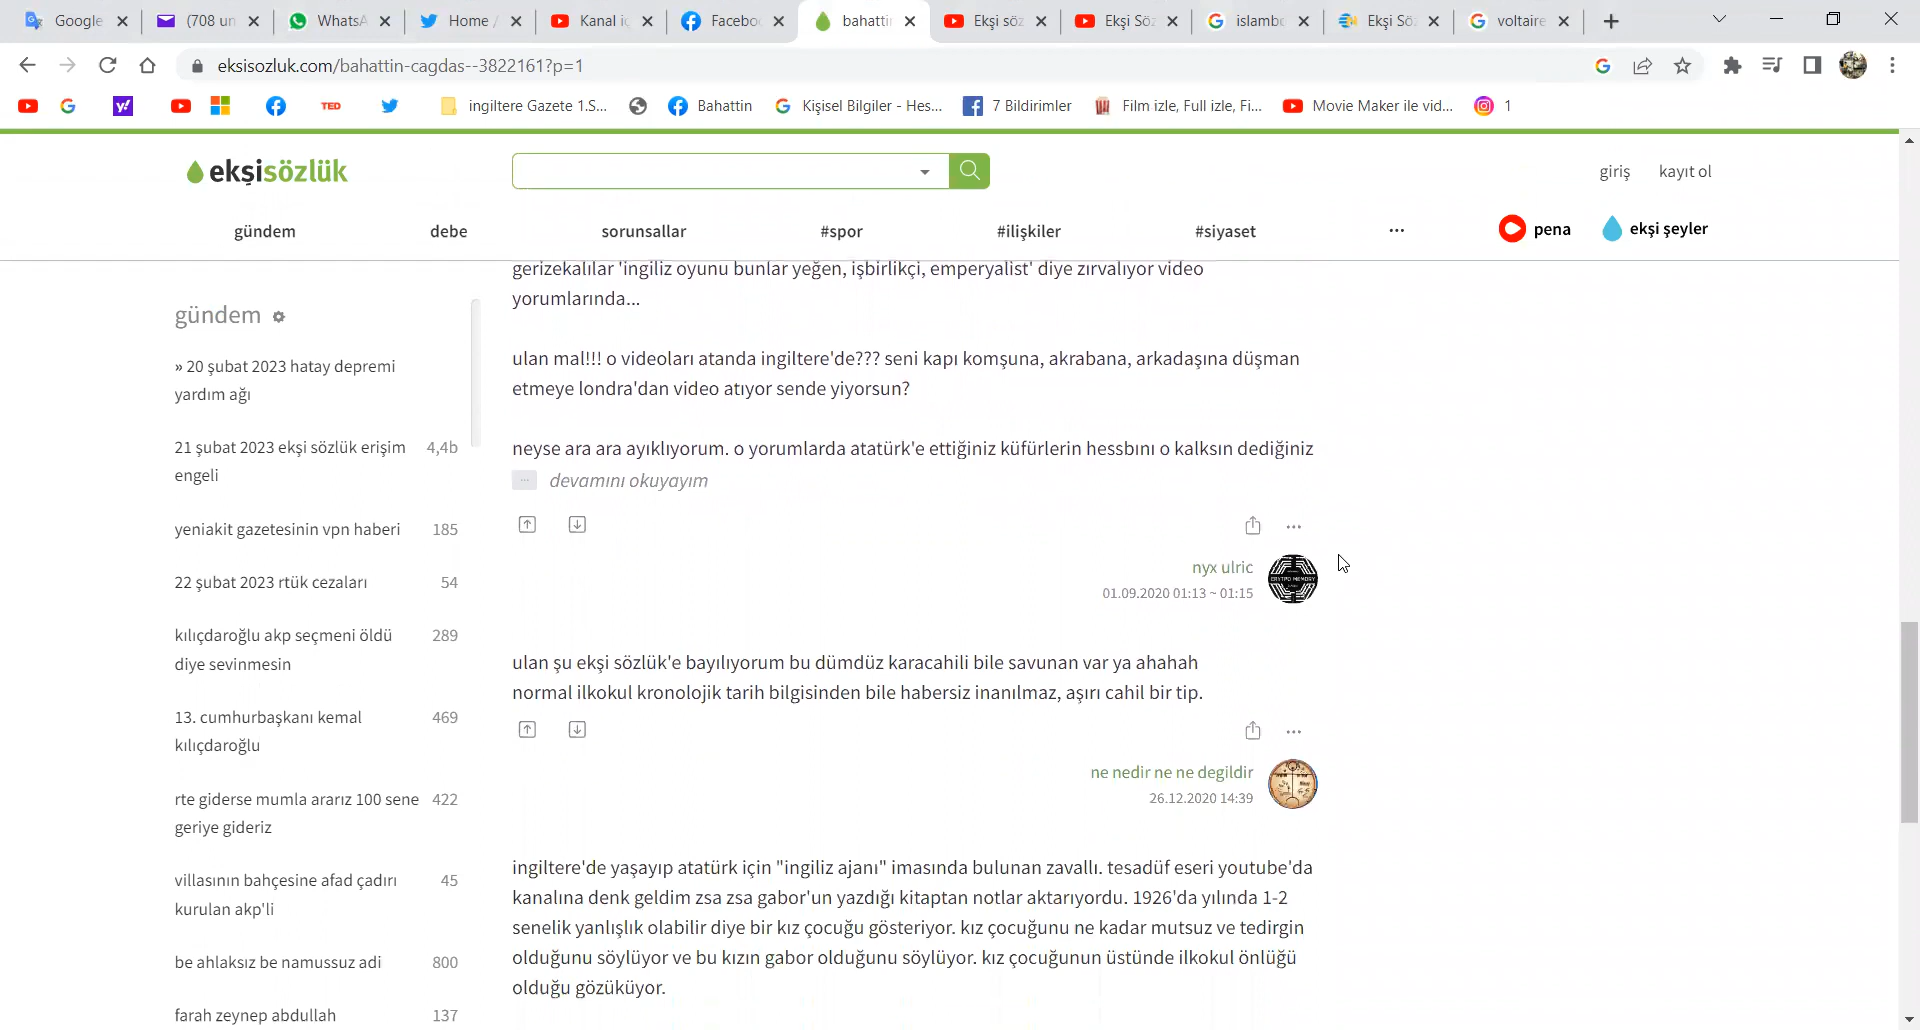 Google
(708 un
WhatsA
Home /
Kanal iç
Facebo
bahattin
Ekşi söz
Ekşi Söz
islambe
Ekşi Sö
voltaire
eksisozluk.com/bahattin-cagdas--3822161?p=1
TED
ingiltere Gazete 1.S...
Bahattin
Kişisel Bilgiler - Hes...
7 Bildirimler
Film izle, Full izle, Fi...
Movie Maker ile vid...
1
ekşisözlük
giriş
kayıt ol
gündem
debe
sorunsallar
#spor
#ilişkiler
#siyaset
...
pena
ekşi şeyler
gündem
» 20 şubat 2023 hatay depremi
yardım ağı
21 şubat 2023 ekşi sözlük erişim 4,4b
engeli
yeniakit gazetesinin vpn haberi 185
22 şubat 2023 rtük cezaları 54
kılıçdaroğlu akp seçmeni öldü 289
diye sevinmesin
13. cumhurbaşkanı kemal 469
kılıçdaroğlu
rte giderse mumla ararız 100 sene 422
geriye gideriz
villasının bahçesine afad çadırı 45
kurulan akp'li
be ahlaksız be namussuz adi 800
farah zeynep abdullah 137
gerizekalılar 'ingiliz oyunu bunlar yeğen, işbirlikçi, emperyalist' diye zırvalıyor video
yorumlarında...
ulan mal!!! o videoları atanda ingiltere'de??? seni kapı komşuna, akrabana, arkadaşına düşman
etmeye londra'dan video atıyor sende yiyorsun?
neyse ara ara ayıklıyorum. o yorumlarda atatürk'e ettiğiniz küfürlerin hessbını o kalksın dediğiniz
... devamını okuyayım
nyx ulric
01.09.2020 01:13 ~ 01:15
CRYTPO MEMORY
ulan şu ekşi sözlük'e bayılıyorum bu dümdüz karacahili bile savunan var ya ahahah
normal ilkokul kronolojik tarih bilgisinden bile habersiz inanılmaz, aşırı cahil bir tip.
ne nedir ne ne degildir
26.12.2020 14:39
ingiltere'de yaşayıp atatürk için "ingiliz ajanı" imasında bulunan zavallı. tesadüf eseri youtube'da
kanalına denk geldim zsa zsa gabor'un yazdığı kitaptan notlar aktarıyordu. 1926'da yılında 1-2
senelik yanlışlık olabilir diye bir kız çocuğu gösteriyor. kız çocuğunu ne kadar mutsuz ve tedirgin
olduğunu söylüyor ve bu kızın gabor olduğunu söylüyor. kız çocuğunun üstünde ilkokul önlüğü
olduğu gözüküyor.